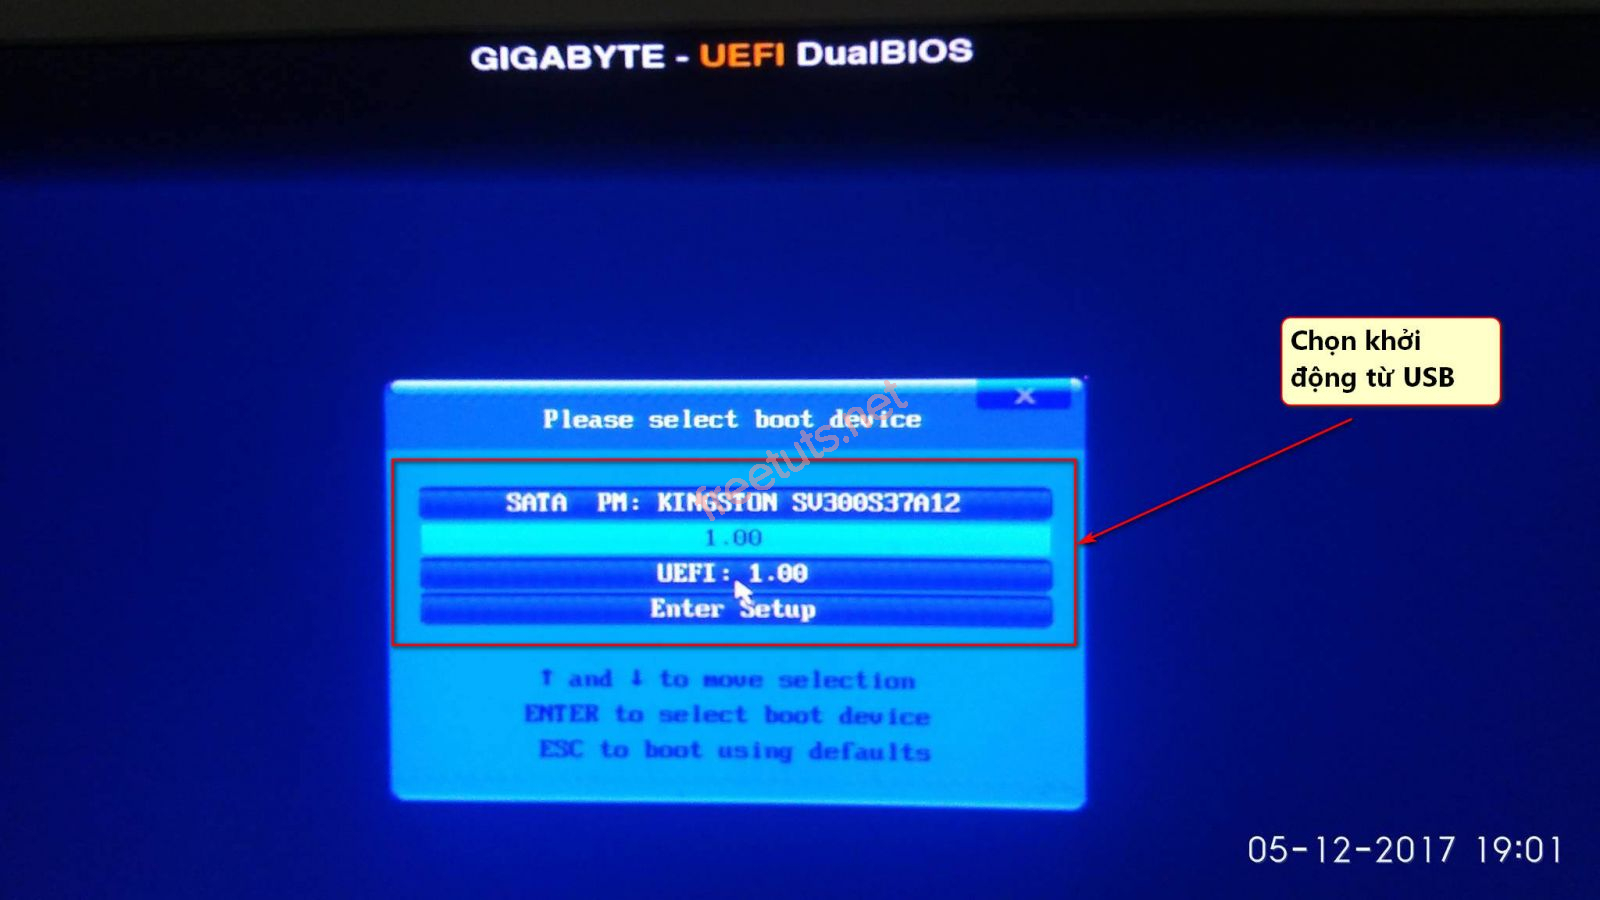 GIGABYTE - UEFI DualBIOS
Chọn khởi
động từ USB
X
Please select boot device
freetuts.net
SATA PM: KINGSTON SV300S37A12
1.00
UEFI: 1.00
Enter Setup
↑ and ↓ to move selection
ENTER to select boot device
ESC to boot using defaults
05-12-2017 19:01